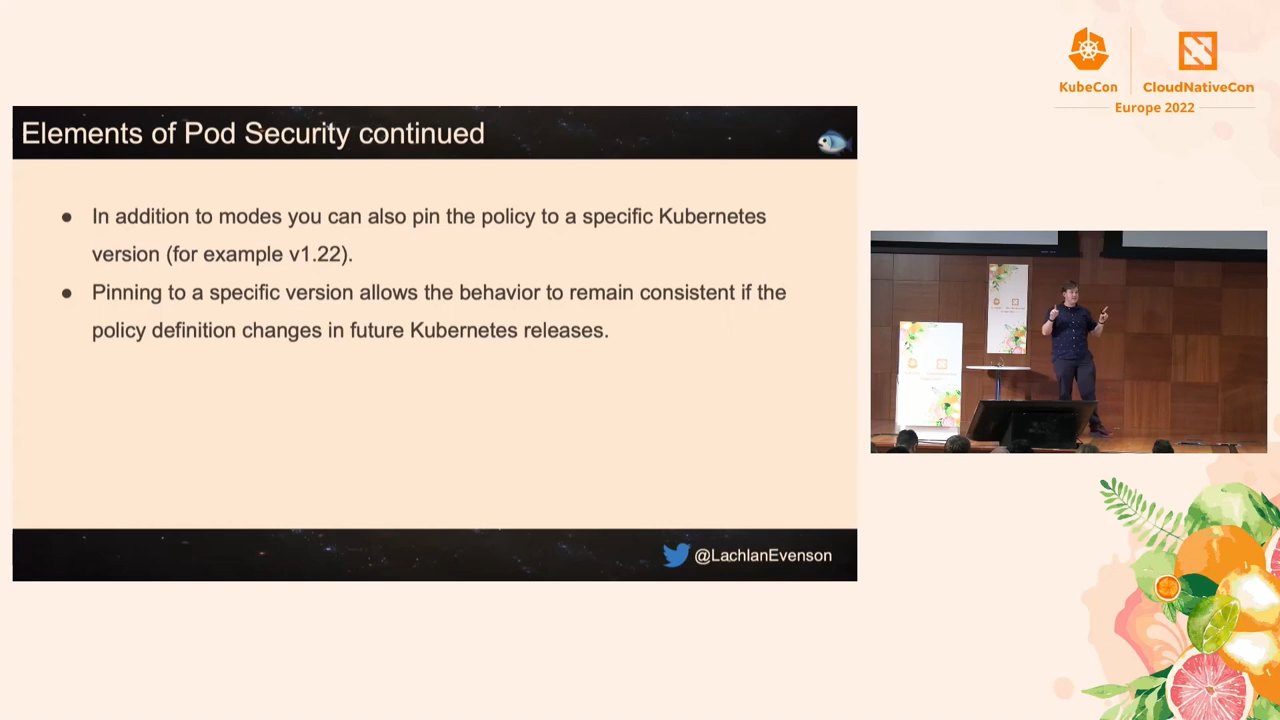 KubeCon
CloudNativeCon
Europe 2022
Elements of Pod Security continued
● In addition to modes you can also pin the policy to a specific Kubernetes
version (for example v1.22).
● Pinning to a specific version allows the behavior to remain consistent if the
policy definition changes in future Kubernetes releases.
@LachlanEvenson